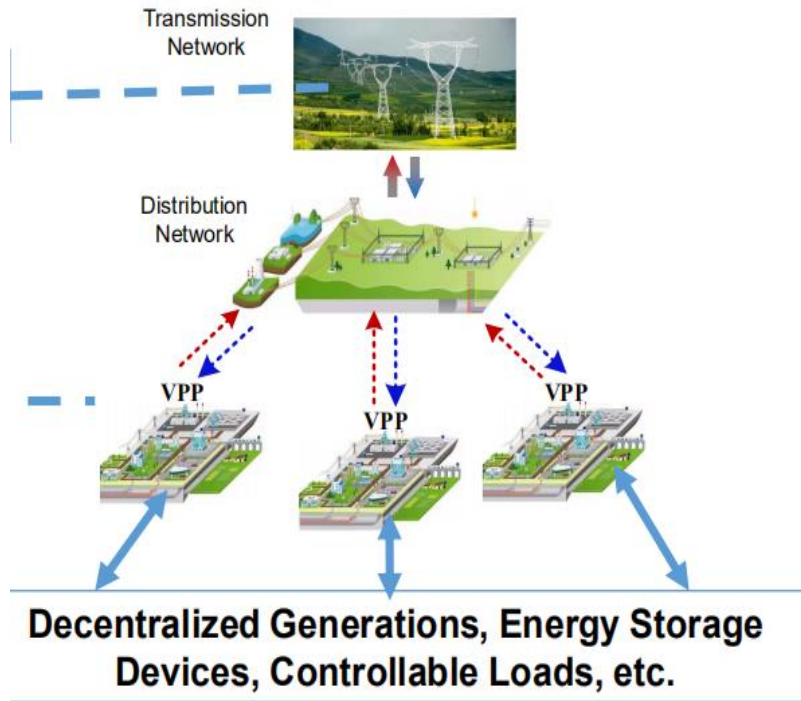 Transmission
Network
Distribution
Network
VPP
VPP
VPP
Decentralized Generations, Energy Storage
Devices, Controllable Loads, etc.